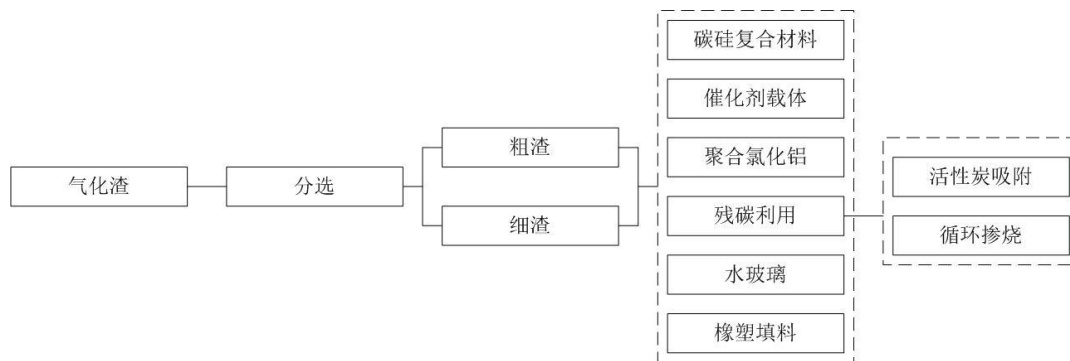 气化渣
分选
粗渣
细渣
碳硅复合材料
催化剂载体
聚合氯化铝
残碳利用
水玻璃
橡塑填料
活性炭吸附
循环掺烧